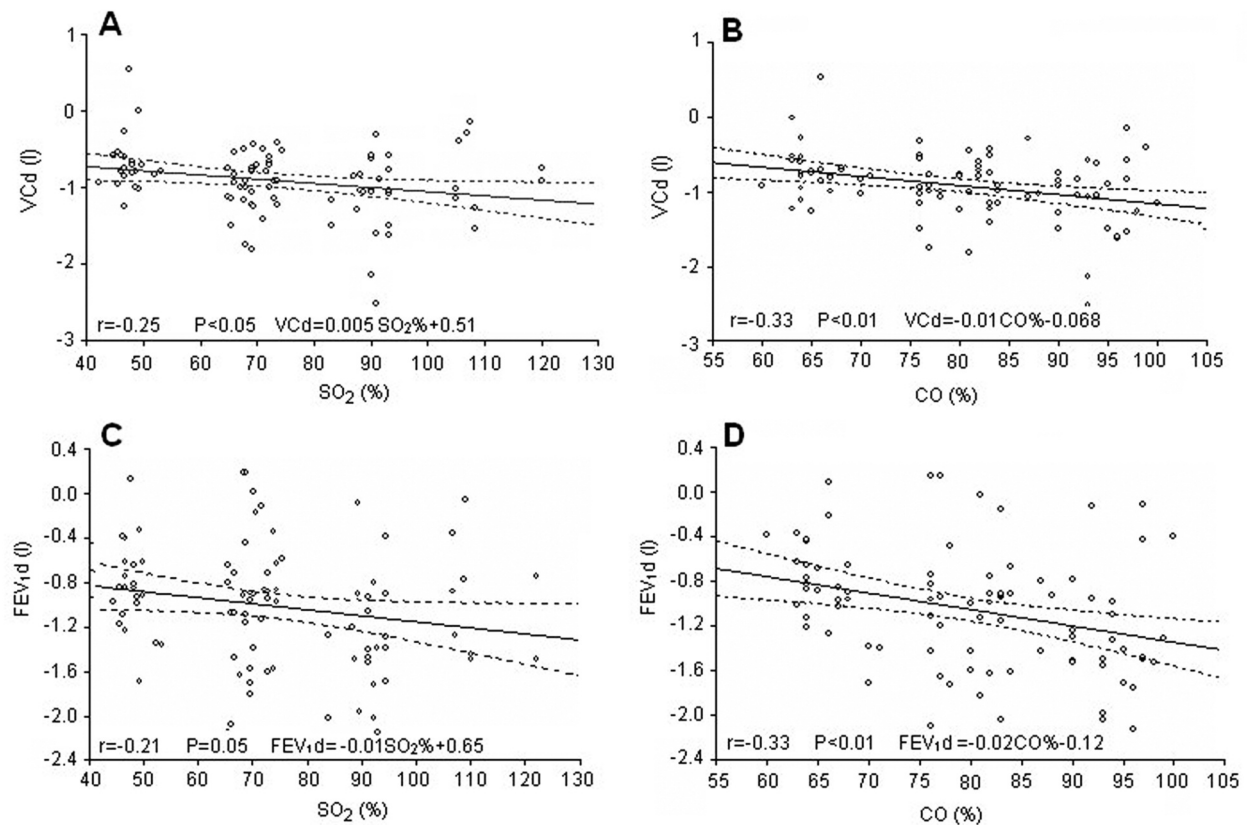 A
1
0
-1
-2
-3
VCd (l)
r=-0.25 P<0.05 VCd=0.005SO₂%+0.51
40 50 60 70 80 90 100 110 120 130
SO₂ (%)
B
1
0
-1
-2
-3
VCd (l)
r=-0.33 P<0.01 VCd=-0.01CO%-0.068
55 60 65 70 75 80 85 90 95 100 105
CO (%)
C
0.4
0.0
-0.4
-0.8
-1.2
-1.6
-2.0
-2.4
FEV₁d (l)
r=-0.21 P=0.05 FEV₁d=-0.01SO₂%+0.65
40 50 60 70 80 90 100 110 120 130
SO₂ (%)
D
0.4
0.0
-0.4
-0.8
-1.2
-1.6
-2.0
-2.4
FEV₁d (l)
r=-0.33 P<0.01 FEV₁d=-0.02CO%-0.12
55 60 65 70 75 80 85 90 95 100 105
CO (%)